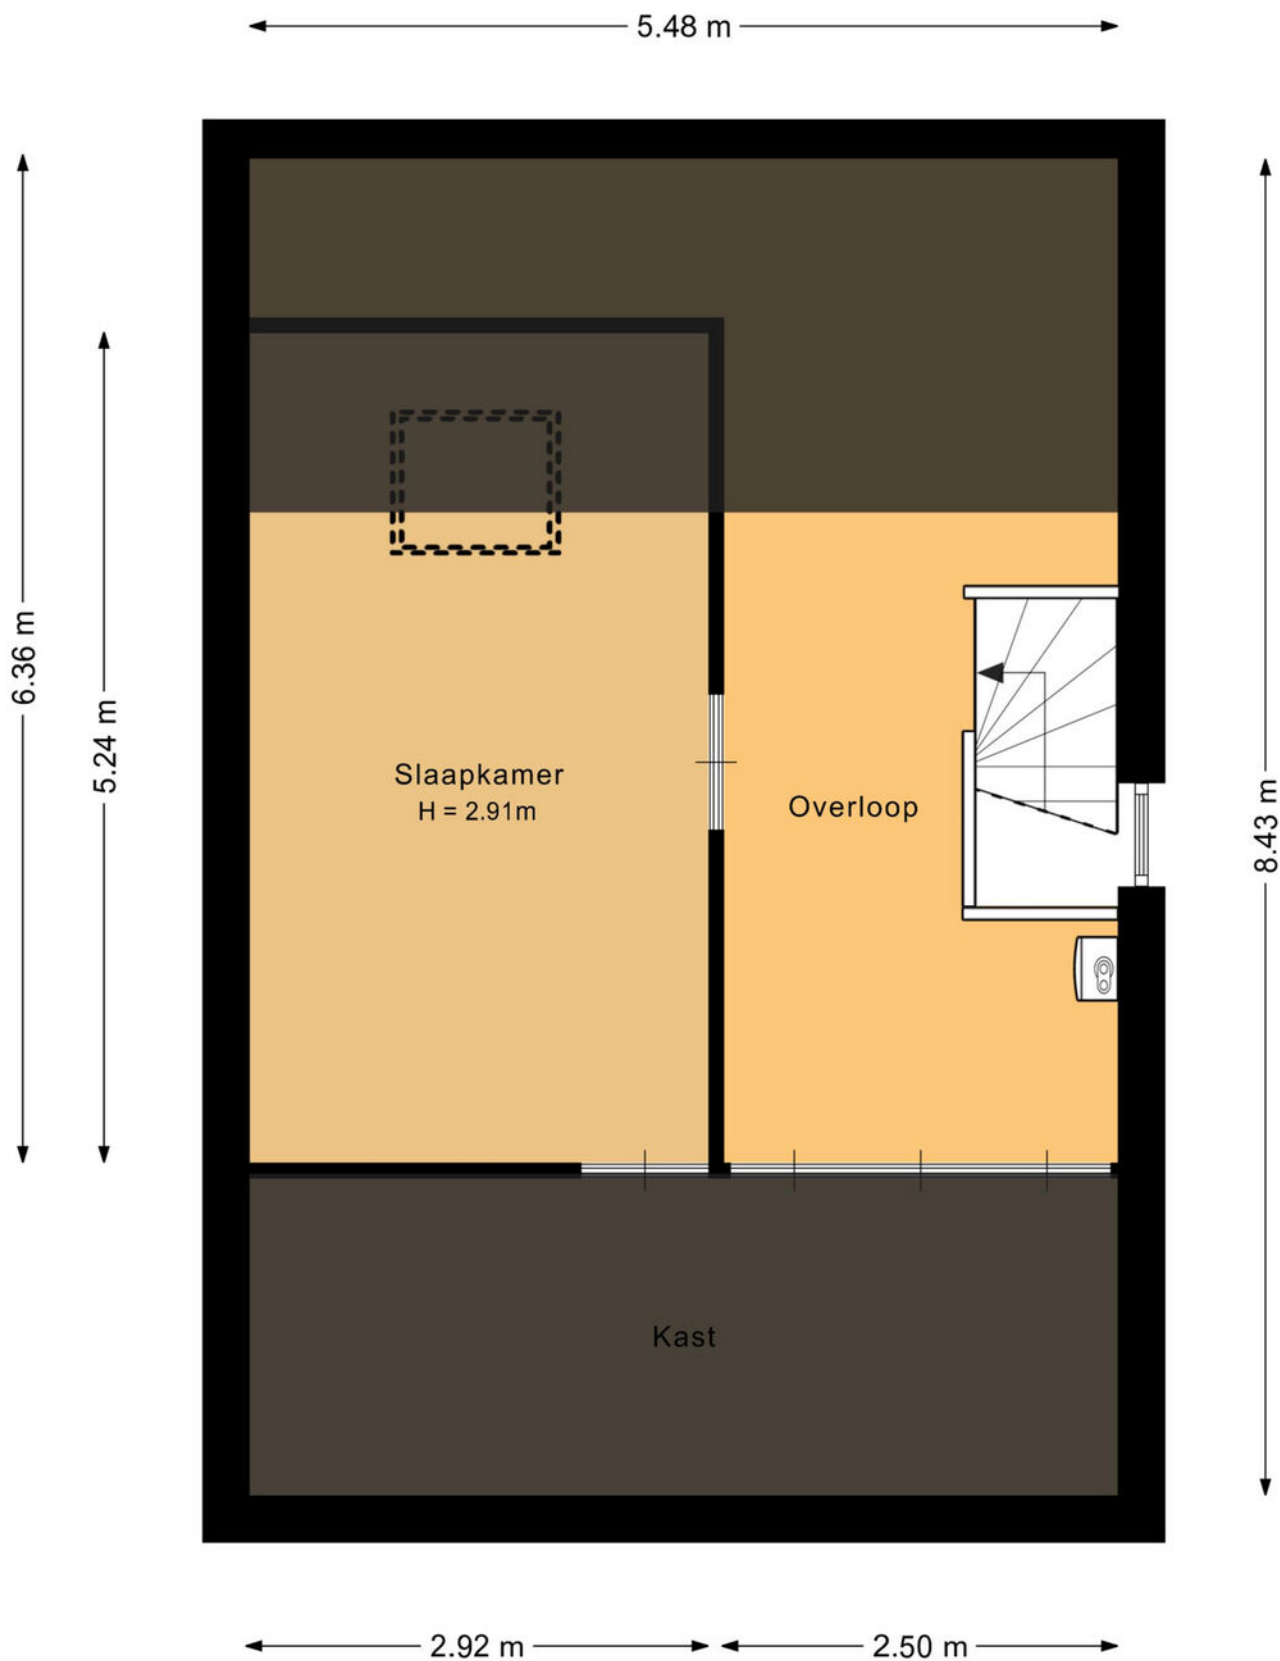 5.48 m
6.36 m
5.24 m
Slaapkamer
H = 2.91m
Overloop
8.43 m
Kast
2.92 m
2.50 m